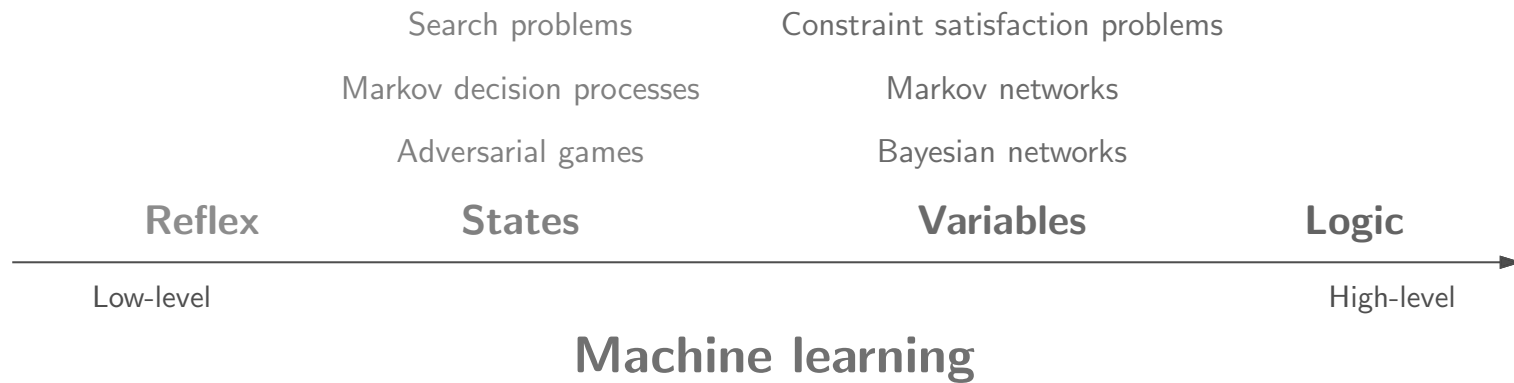 Search problems Constraint satisfaction problems
Markov decision processes Markov networks
Adversarial games Bayesian networks
Reflex States Variables Logic
Low-level High-level
Machine learning